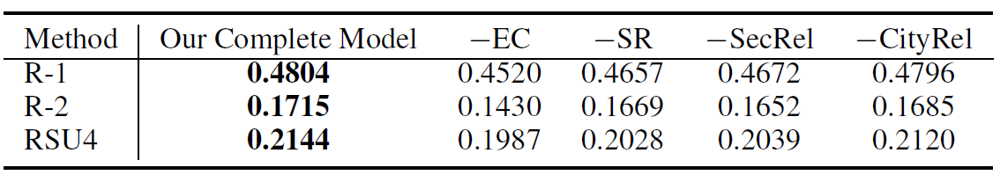 Method Our Complete Model −EC −SR −SecRel −CityRel
R-1 0.4804 0.4520 0.4657 0.4672 0.4796
R-2 0.1715 0.1430 0.1669 0.1652 0.1685
RSU4 0.2144 0.1987 0.2028 0.2039 0.2120